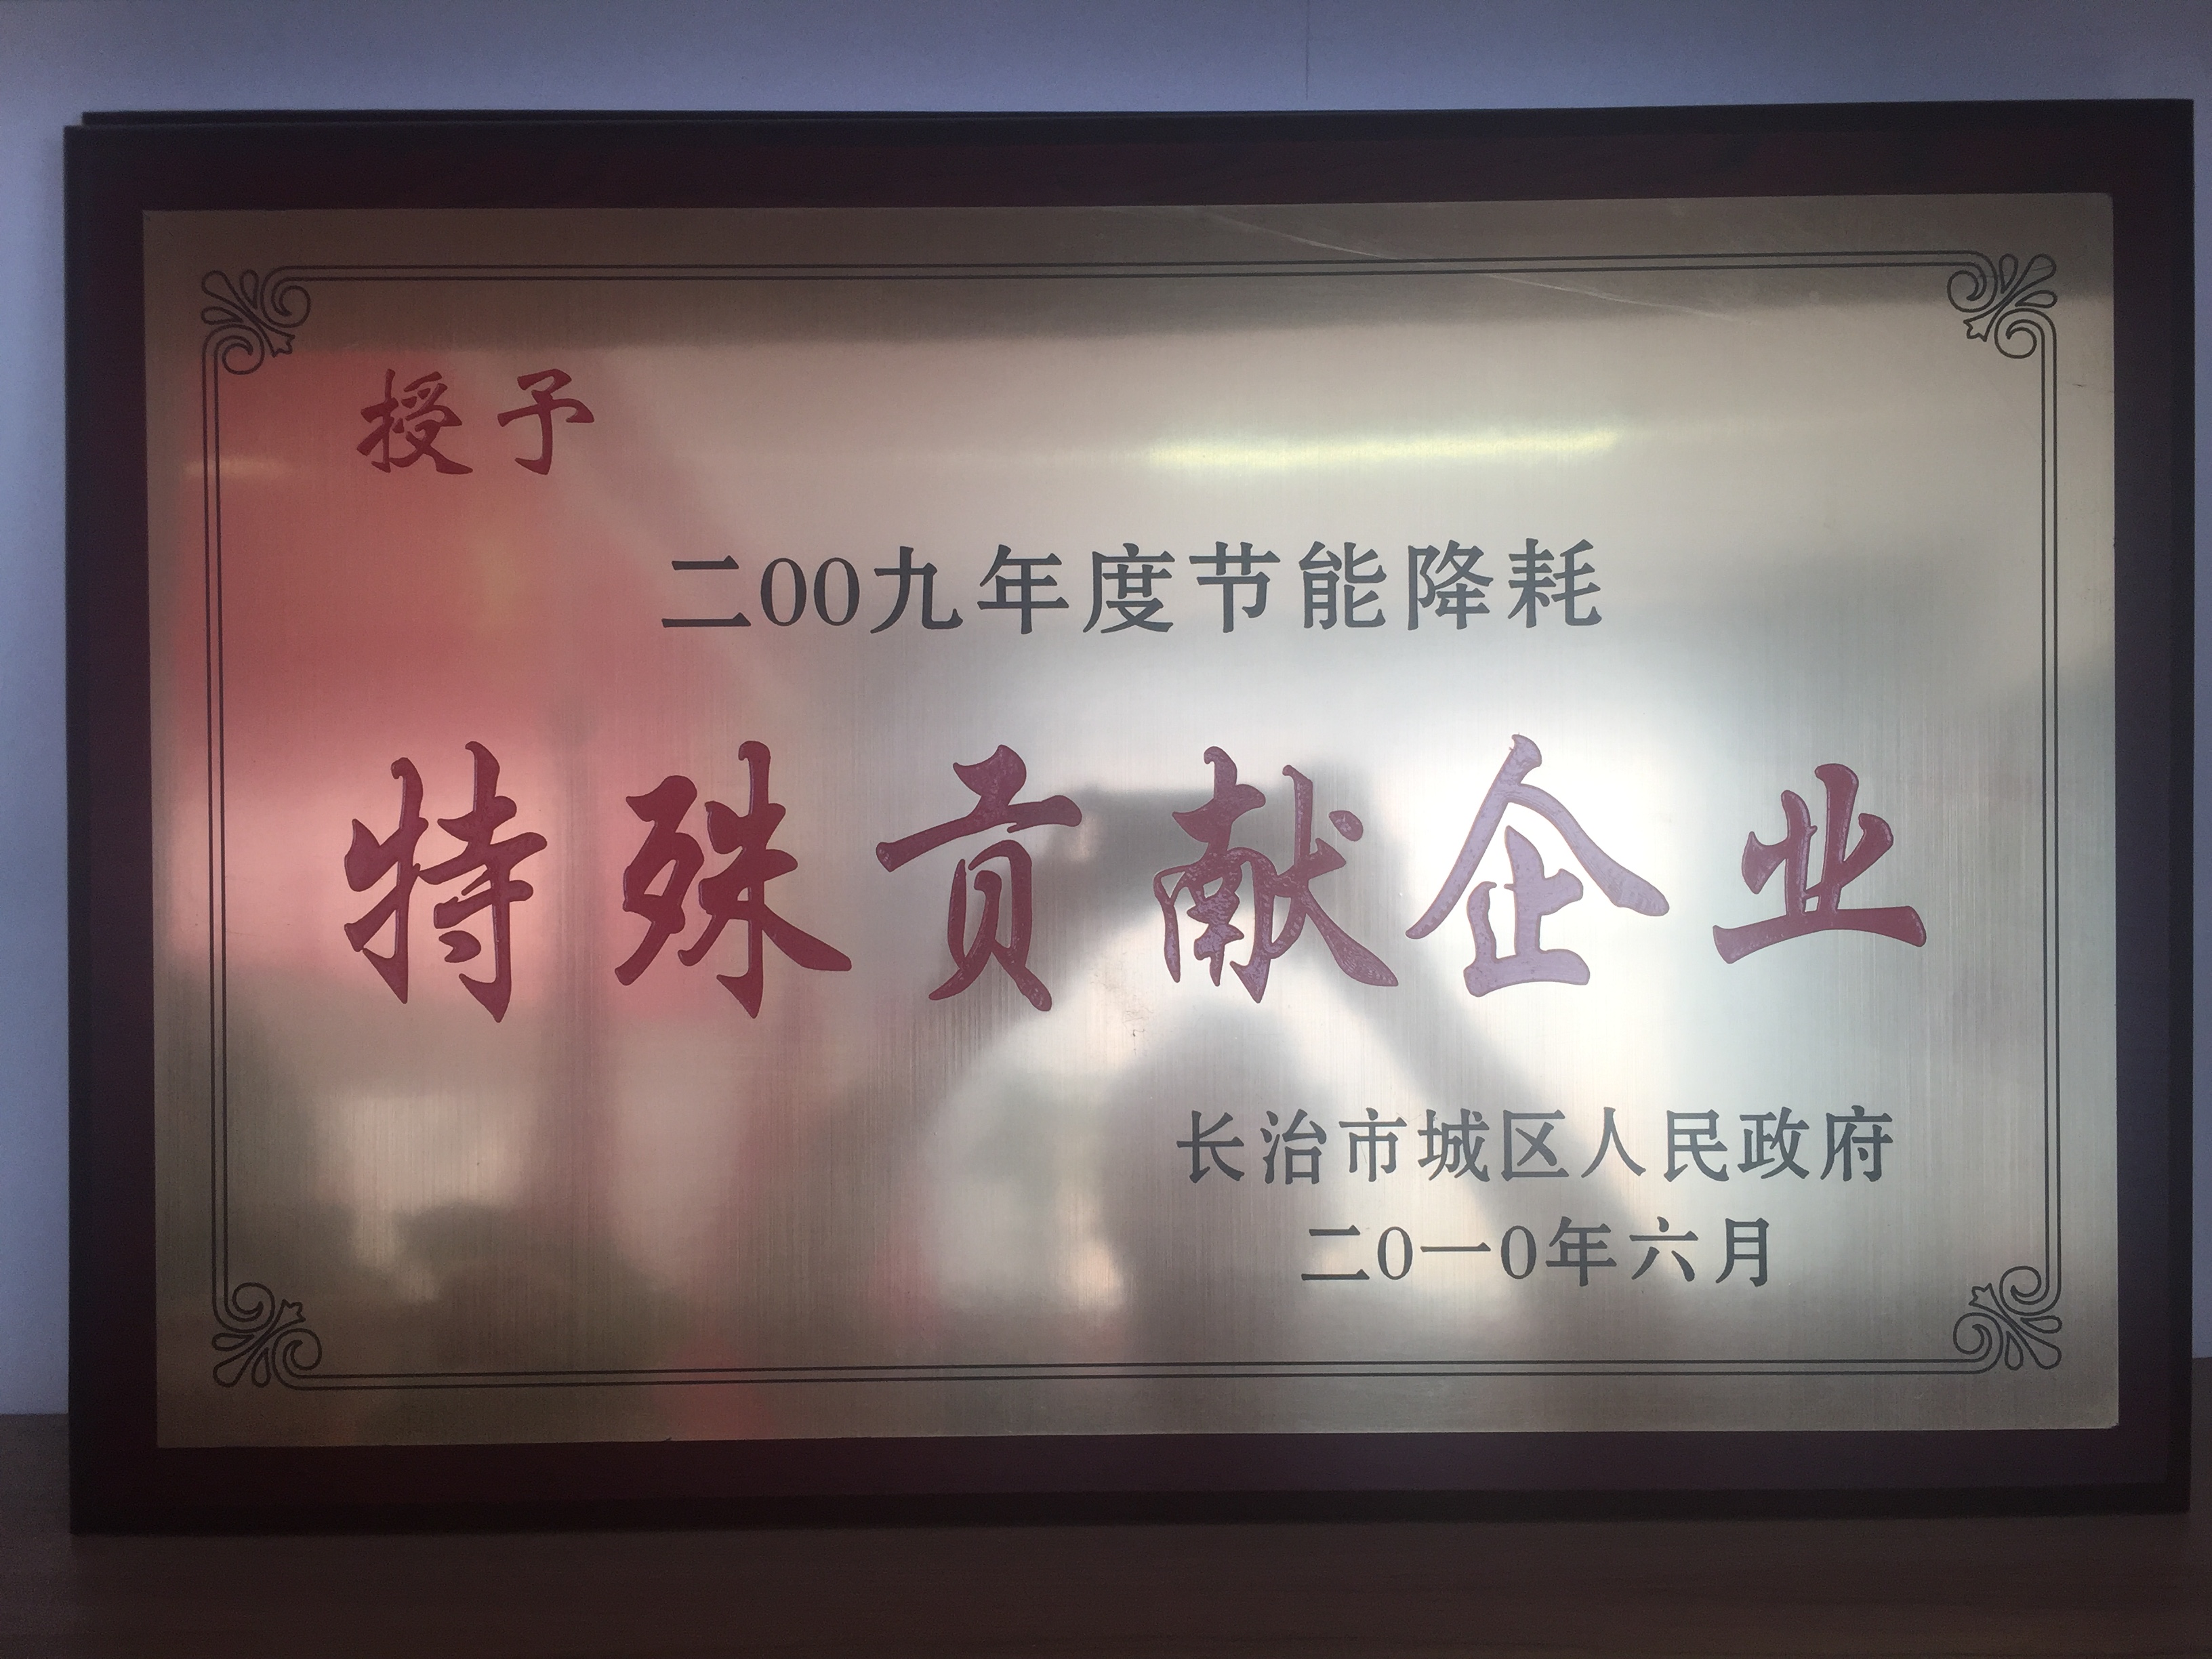 授予
二00九年度节能降耗
特殊贡献企业
长治市城区人民政府
二0一0年六月